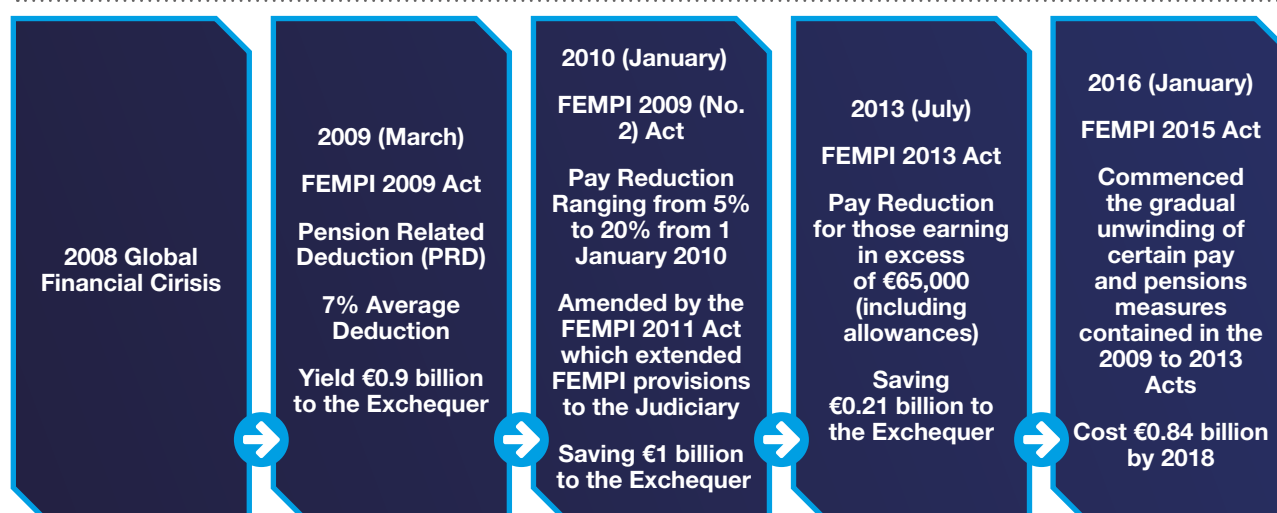 2008 Global
Financial Cirisis
2009 (March)
FEMPI 2009 Act
Pension Related
Deduction (PRD)
7% Average
Deduction
Yield €0.9 billion
to the Exchequer
2010 (January)
FEMPI 2009 (No.
2) Act
Pay Reduction
Ranging from 5%
to 20% from 1
January 2010
Amended by the
FEMPI 2011 Act
which extended
FEMPI provisions
to the Judiciary
Saving €1 billion
to the Exchequer
2013 (July)
FEMPI 2013 Act
Pay Reduction
for those earning
in excess
of €65,000
(including
allowances)
Saving
€0.21 billion to
the Exchequer
2016 (January)
FEMPI 2015 Act
Commenced
the gradual
unwinding of
certain pay
and pensions
measures
contained in the
2009 to 2013
Acts
Cost €0.84 billion
by 2018